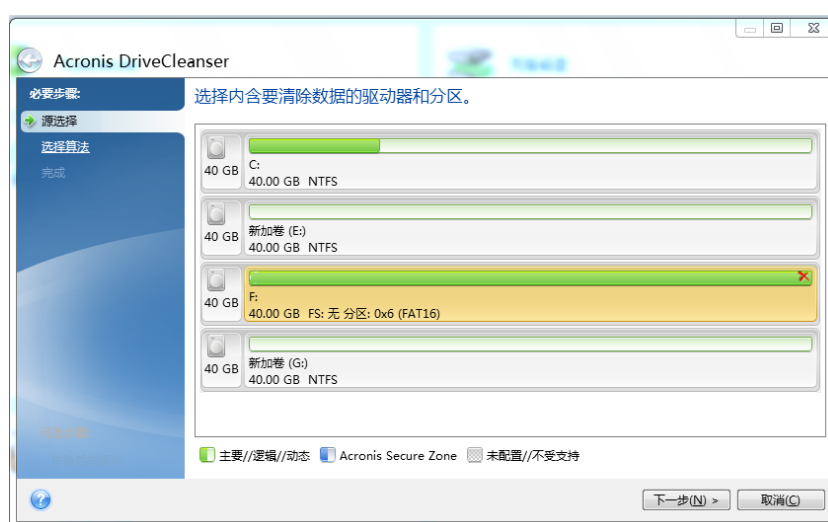 Acronis DriveCleanser
必要步骤:
源选择
选择算法
完成
选择内含要清除数据的驱动器和分区。
40 GB
C:
40.00 GB NTFS
40 GB
新加卷 (E:)
40.00 GB NTFS
40 GB
F:
40.00 GB FS: 无 分区: 0x6 (FAT16)
40 GB
新加卷 (G:)
40.00 GB NTFS
主要//逻辑//动态 Acronis Secure Zone 未配置//不受支持
下一步(N) > 取消(C)